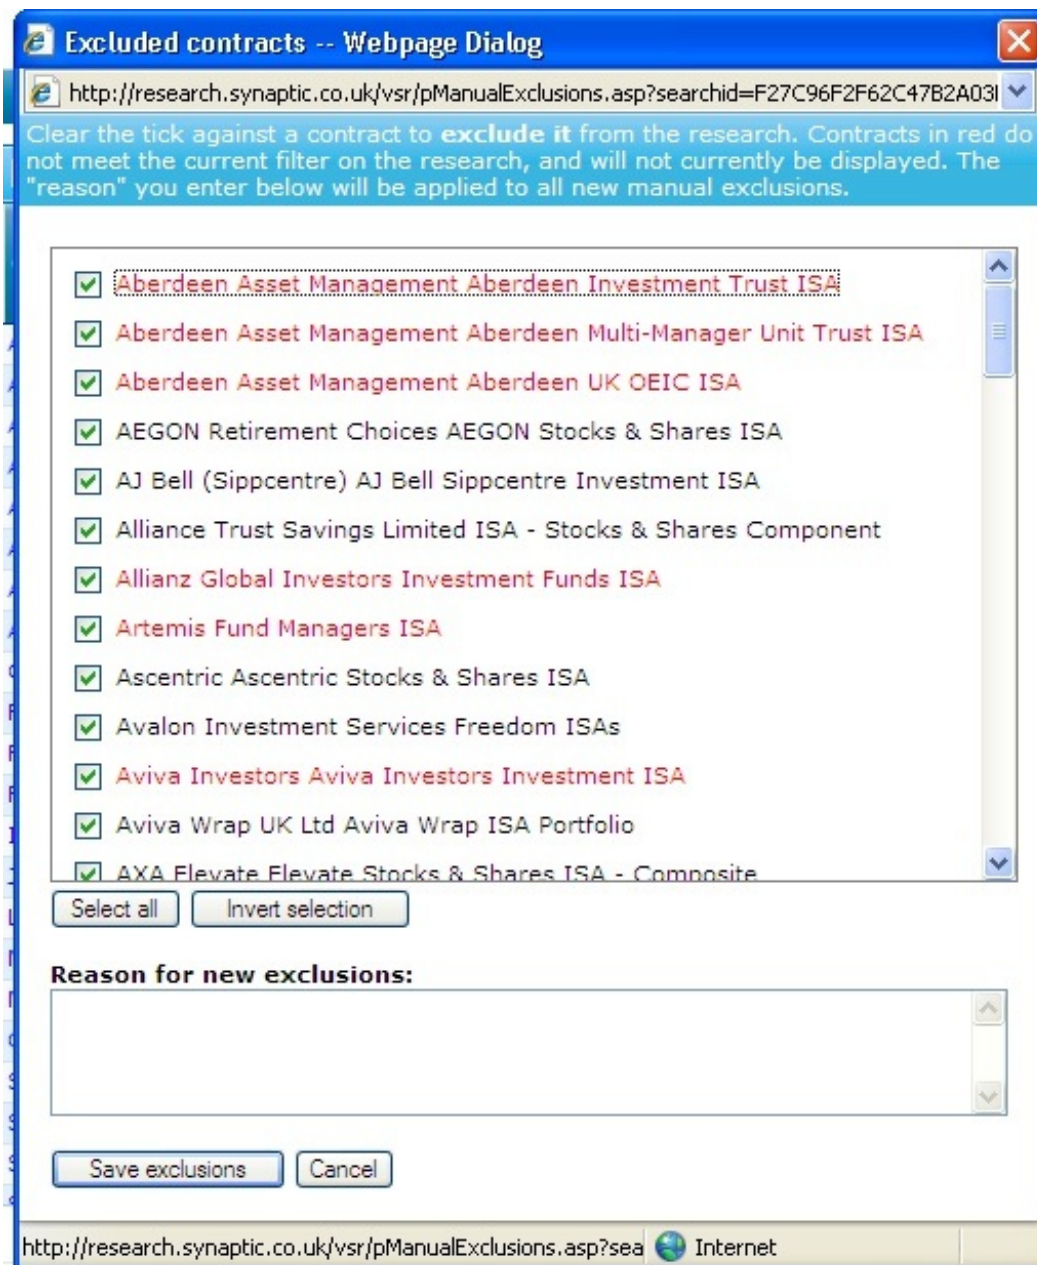 Excluded contracts -- Webpage Dialog
http://research.synaptic.co.uk/vsr/pManualExclusions.asp?searchid=F27C96F2F62C47B2A03
Clear the tick against a contract to exclude it from the research. Contracts in red do
not meet the current filter on the research, and will not currently be displayed. The
"reason" you enter below will be applied to all new manual exclusions.
Aberdeen Asset Management Aberdeen Investment Trust ISA
Aberdeen Asset Management Aberdeen Multi-Manager Unit Trust ISA
Aberdeen Asset Management Aberdeen UK OEIC ISA
AEGON Retirement Choices AEGON Stocks & Shares ISA
AJ Bell (Sippcentre) AJ Bell Sippcentre Investment ISA
Alliance Trust Savings Limited ISA - Stocks & Shares Component
Allianz Global Investors Investment Funds ISA
Artemis Fund Managers ISA
Ascentric Ascentric Stocks & Shares ISA
Avalon Investment Services Freedom ISAs
Aviva Investors Aviva Investors Investment ISA
Aviva Wrap UK Ltd Aviva Wrap ISA Portfolio
AXA Elevate Elevate Stocks & Shares ISA - Composite
Select all Invert selection
Reason for new exclusions:
Save exclusions Cancel
http://research.synaptic.co.uk/vsr/pManualExclusions.asp?sea Internet